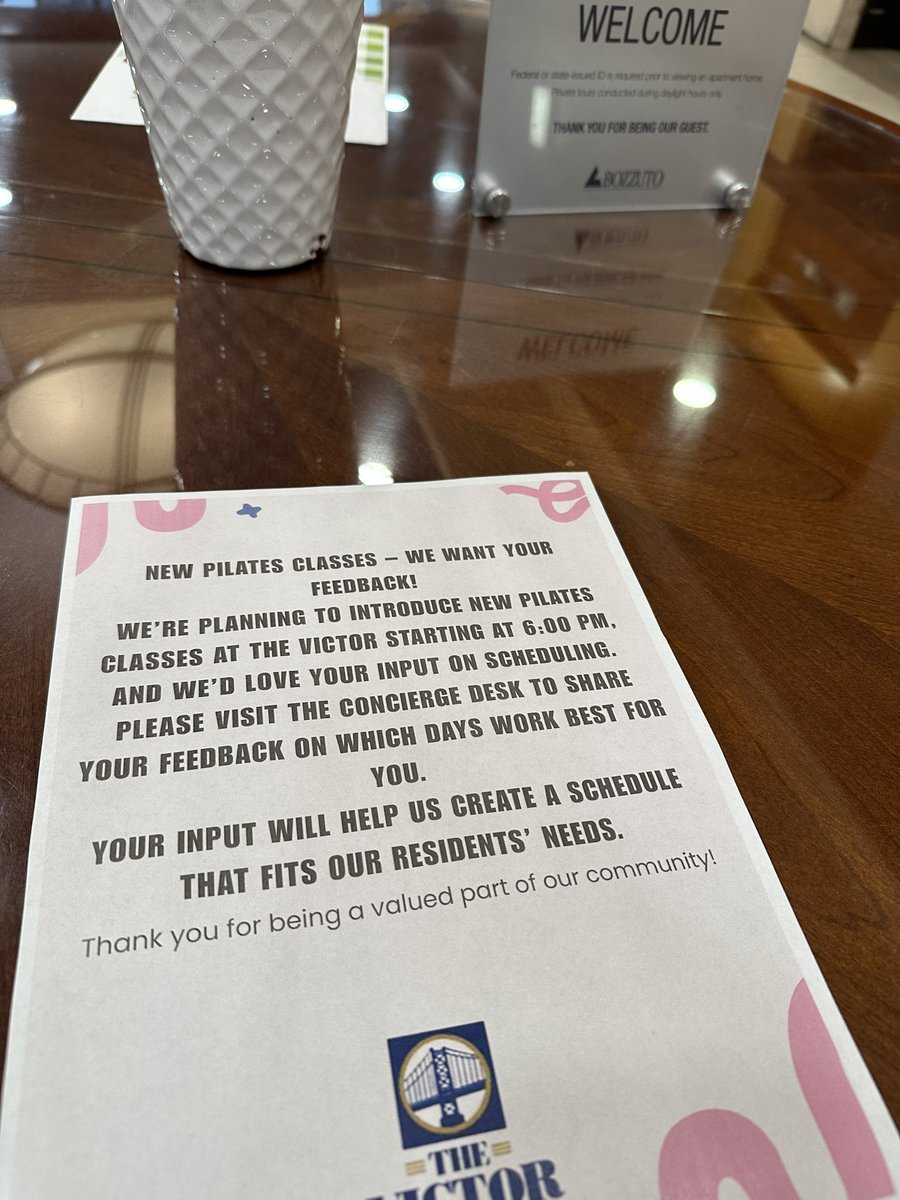 WELCOME
Federal or state-issued ID is required prior to viewing an apartment home.
Private tours conducted during daylight hours only.
THANK YOU FOR BEING OUR GUEST.
BOZZUTO
NEW PILATES CLASSES – WE WANT YOUR
FEEDBACK!
WE'RE PLANNING TO INTRODUCE NEW PILATES
CLASSES AT THE VICTOR STARTING AT 6:00 PM,
AND WE'D LOVE YOUR INPUT ON SCHEDULING.
PLEASE VISIT THE CONCIERGE DESK TO SHARE
YOUR FEEDBACK ON WHICH DAYS WORK BEST FOR
YOU.
YOUR INPUT WILL HELP US CREATE A SCHEDULE
THAT FITS OUR RESIDENTS' NEEDS.
Thank you for being a valued part of our community!
THE
VICTOR